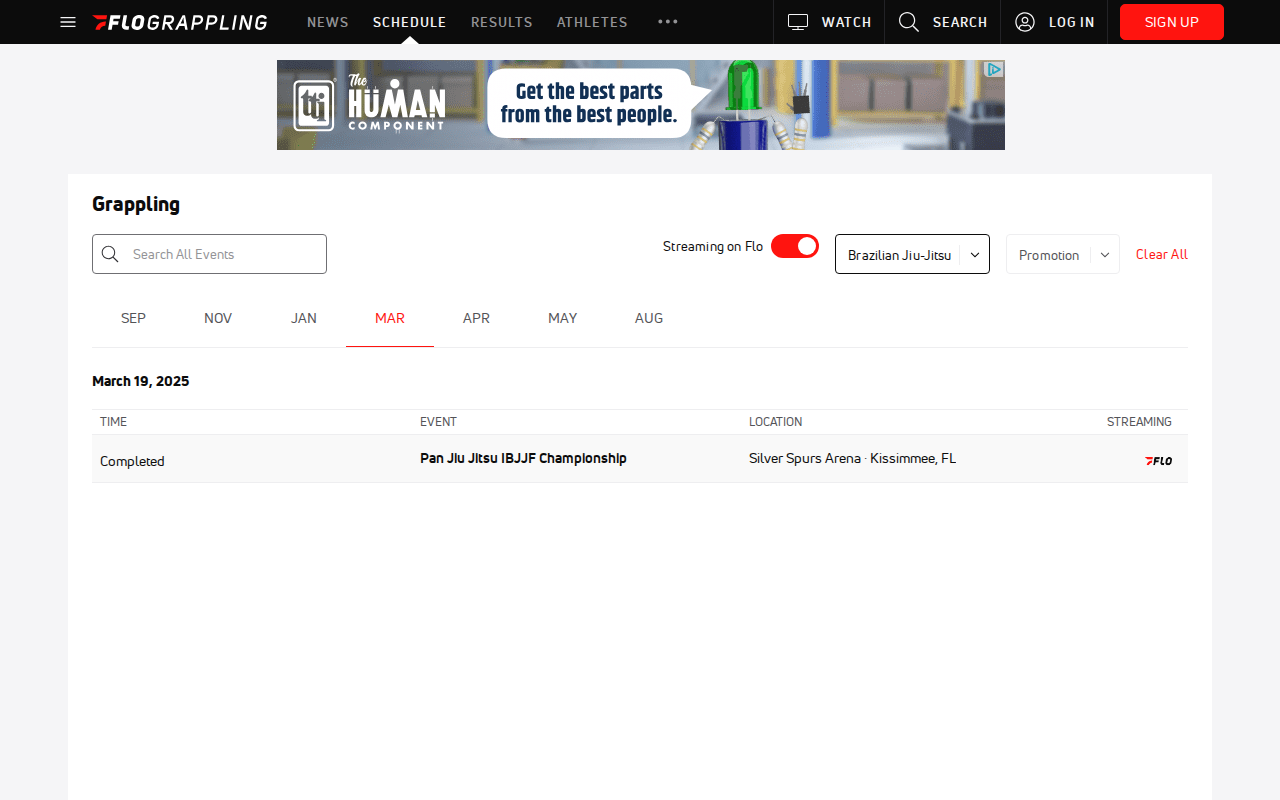 FLOGRAPPLING NEWS SCHEDULE RESULTS ATHLETES WATCH SEARCH LOG IN SIGN UP
ttj The HUMAN COMPONENT
Get the best parts
from the best people.
Grappling
Search All Events
Streaming on Flo
Brazilian Jiu-Jitsu
Promotion
Clear All
SEP NOV JAN MAR APR MAY AUG
March 19, 2025
TIME EVENT LOCATION STREAMING
Completed Pan Jiu Jitsu IBJJF Championship Silver Spurs Arena · Kissimmee, FL FLO